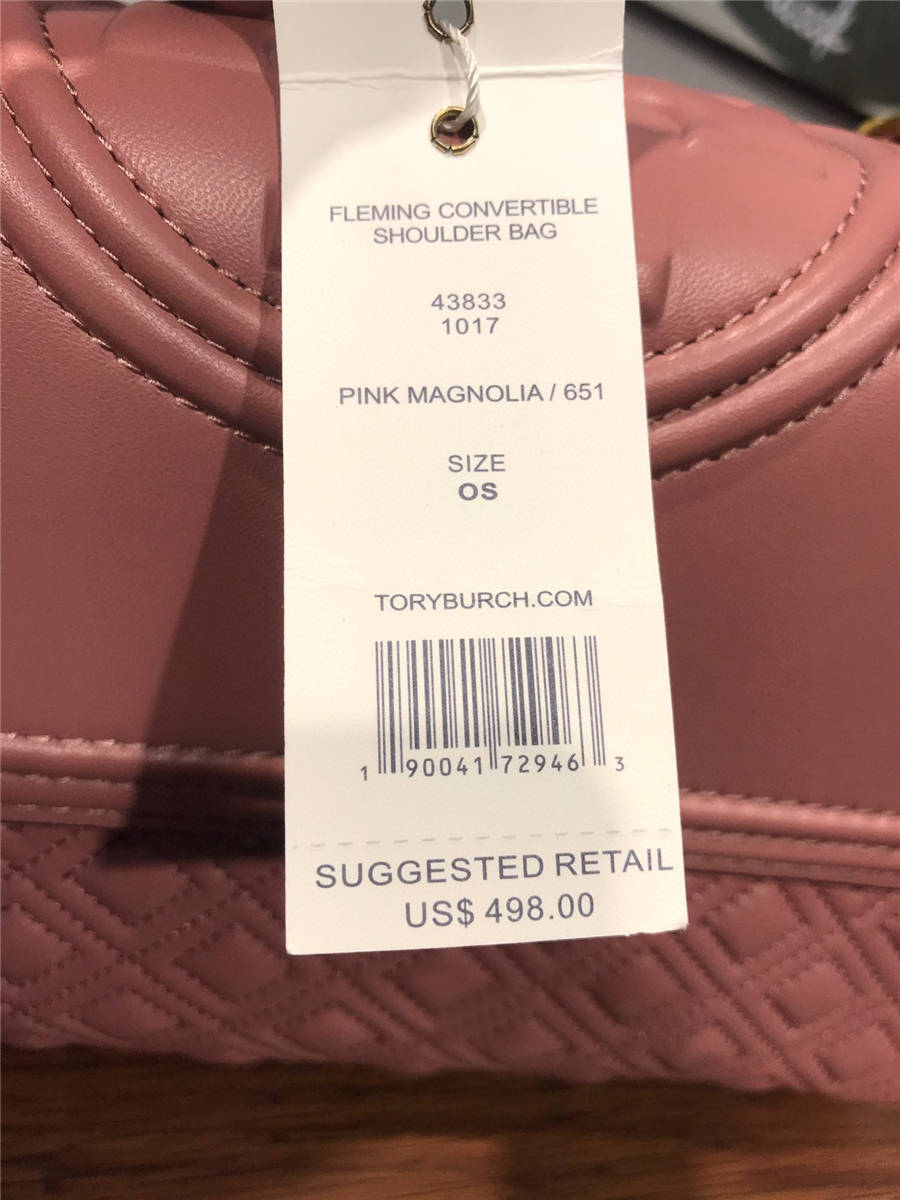 FLEMING CONVERTIBLE
SHOULDER BAG
43833
1017
PINK MAGNOLIA / 651
SIZE
OS
TORYBURCH.COM
1 90041 72946 3
SUGGESTED RETAIL
US$ 498.00